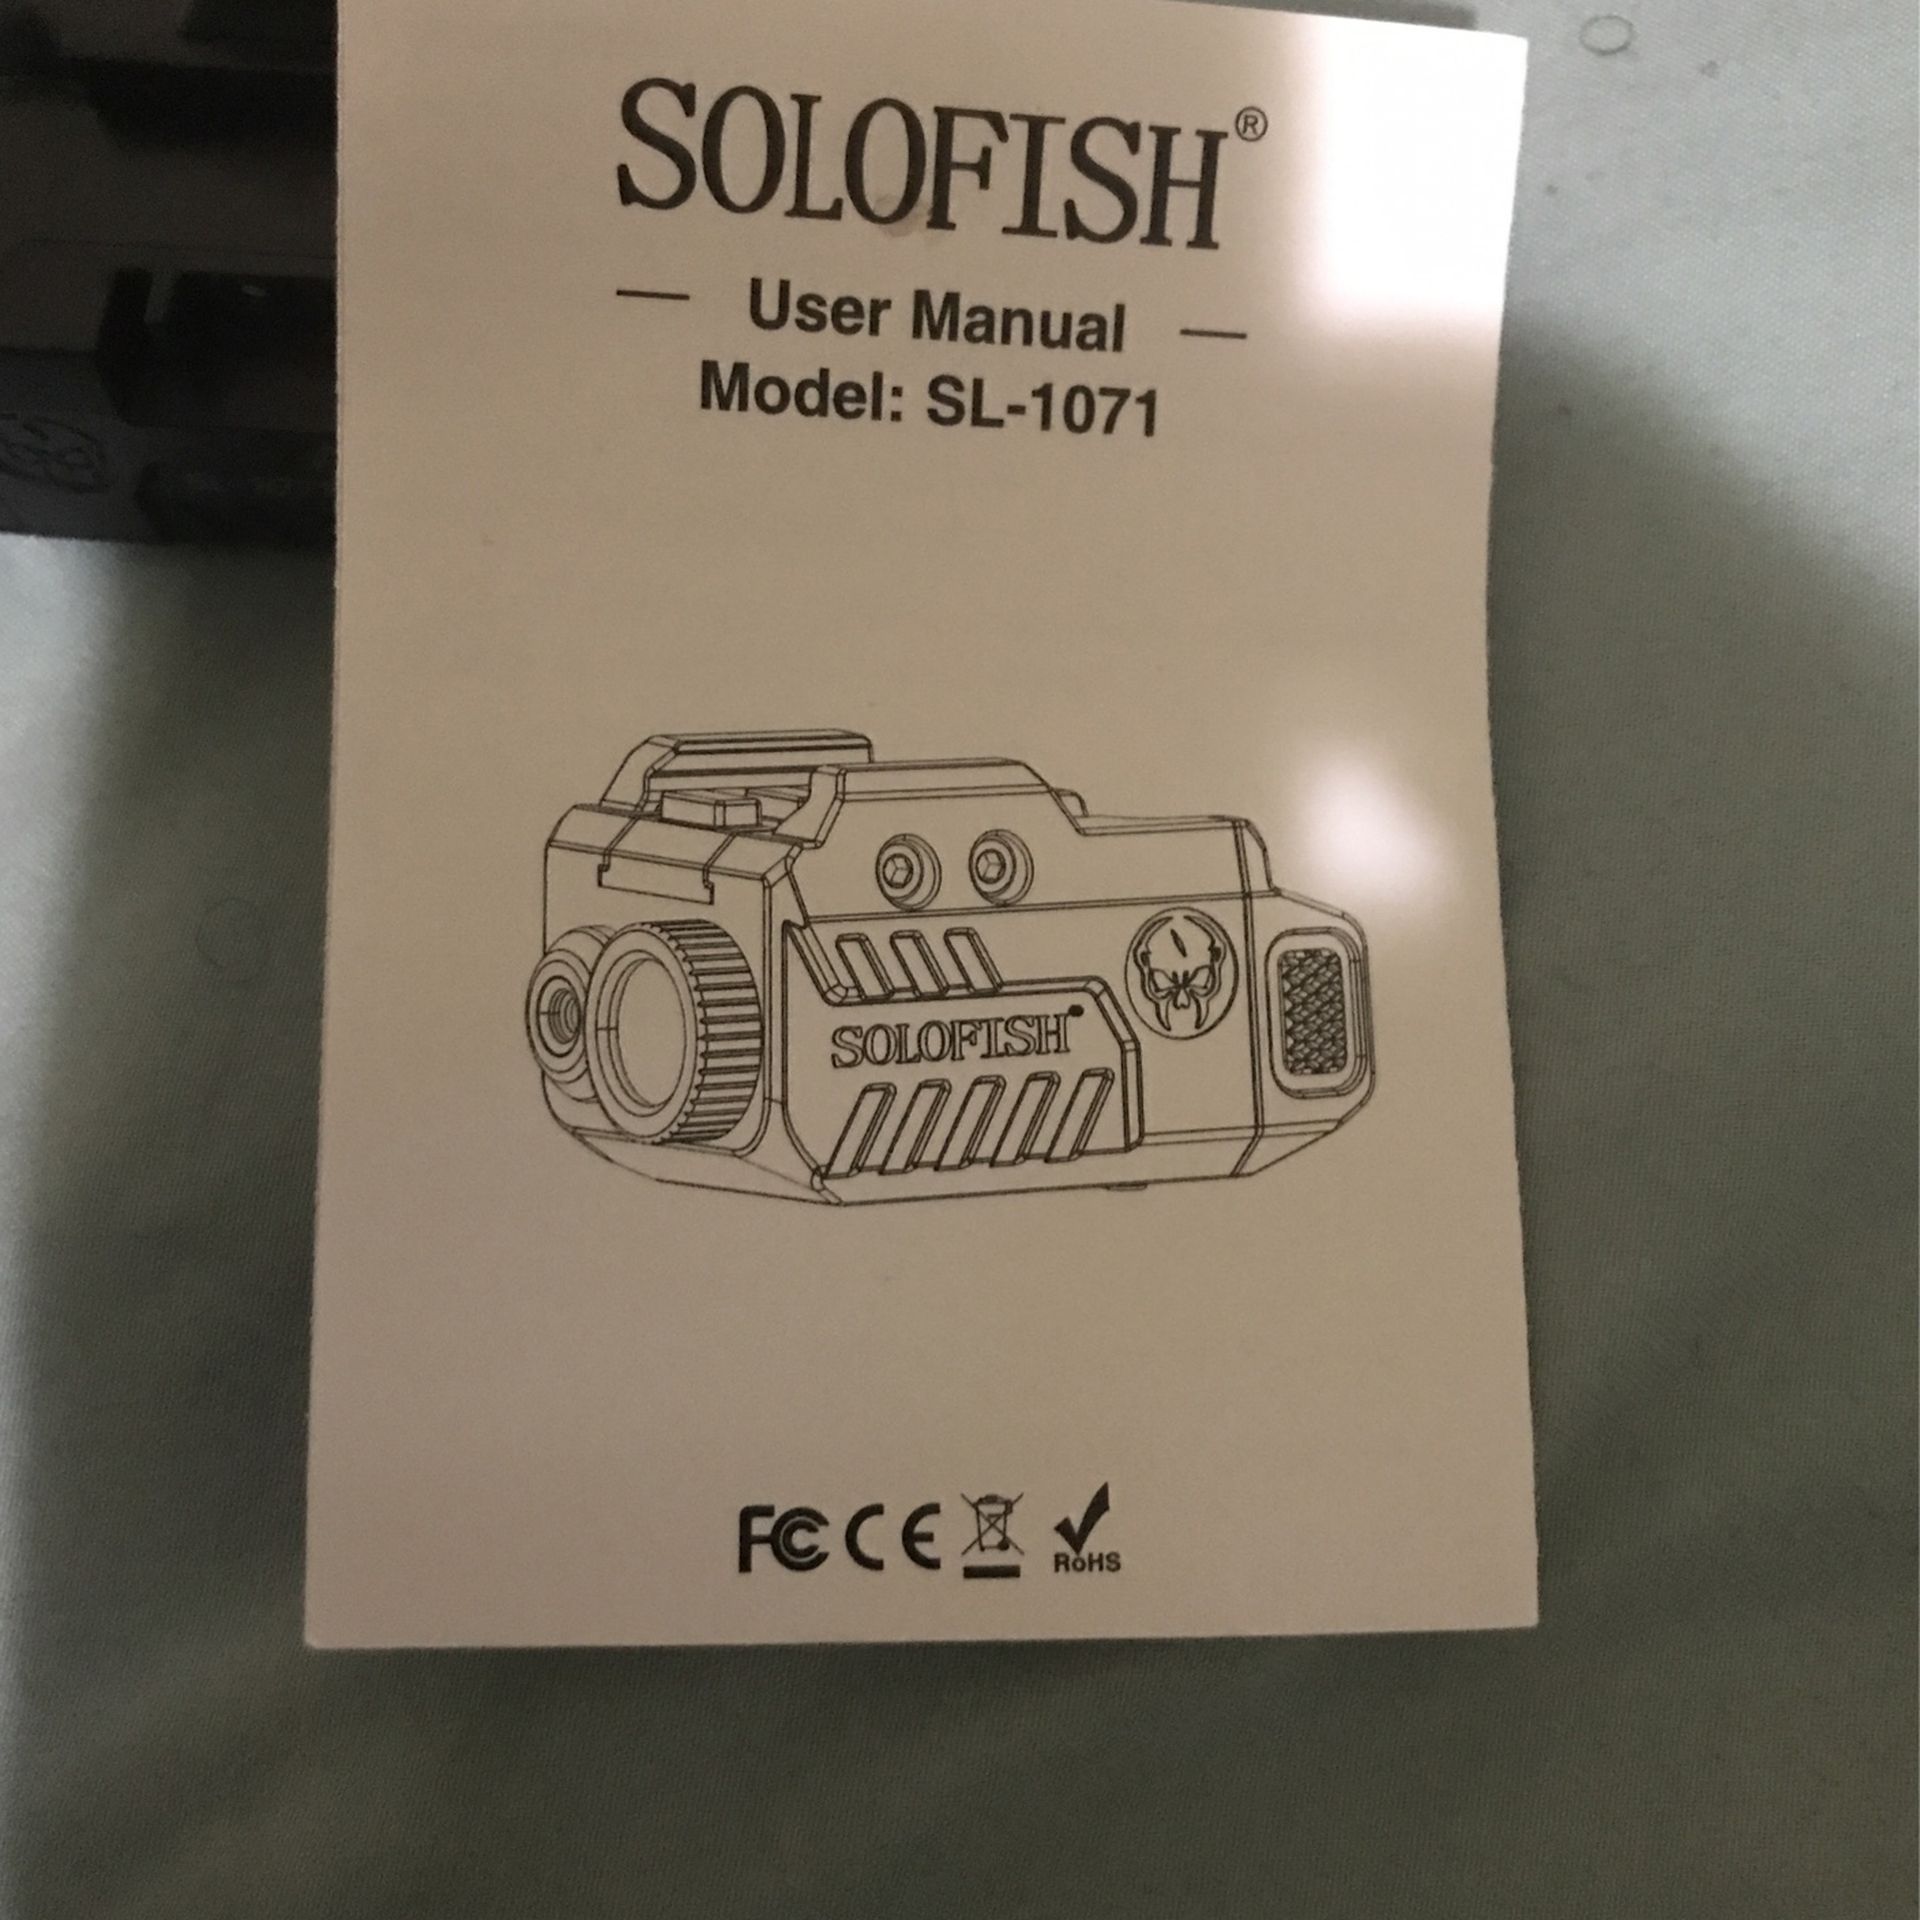 SOLOFISH®
— User Manual —
Model: SL-1071
SOLOFISH
FC CE RoHS